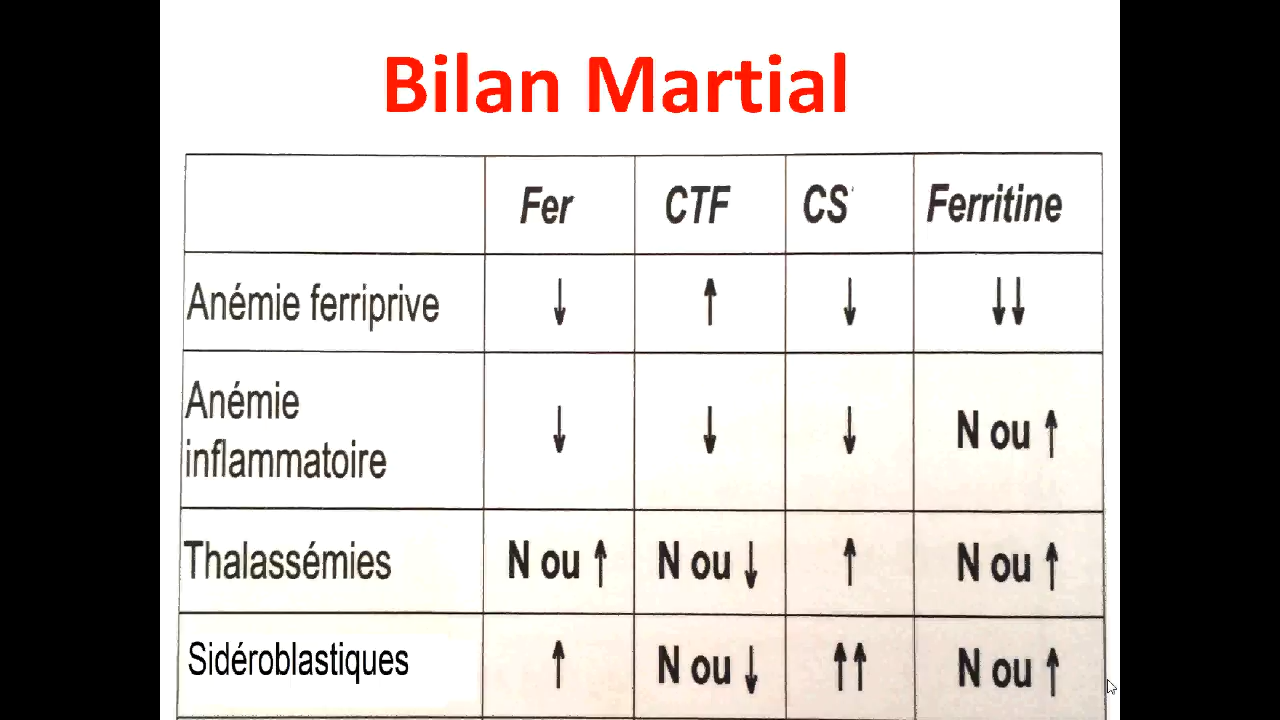 Bilan Martial
Fer CTF CS Ferritine
Anémie ferriprive ↓ ↑ ↓ ↓↓
Anémie
inflammatoire ↓ ↓ ↓ N ou ↑
Thalassémies N ou ↑ N ou ↓ ↑ N ou ↑
Sidéroblastiques ↑ N ou ↓ ↑↑ N ou ↑